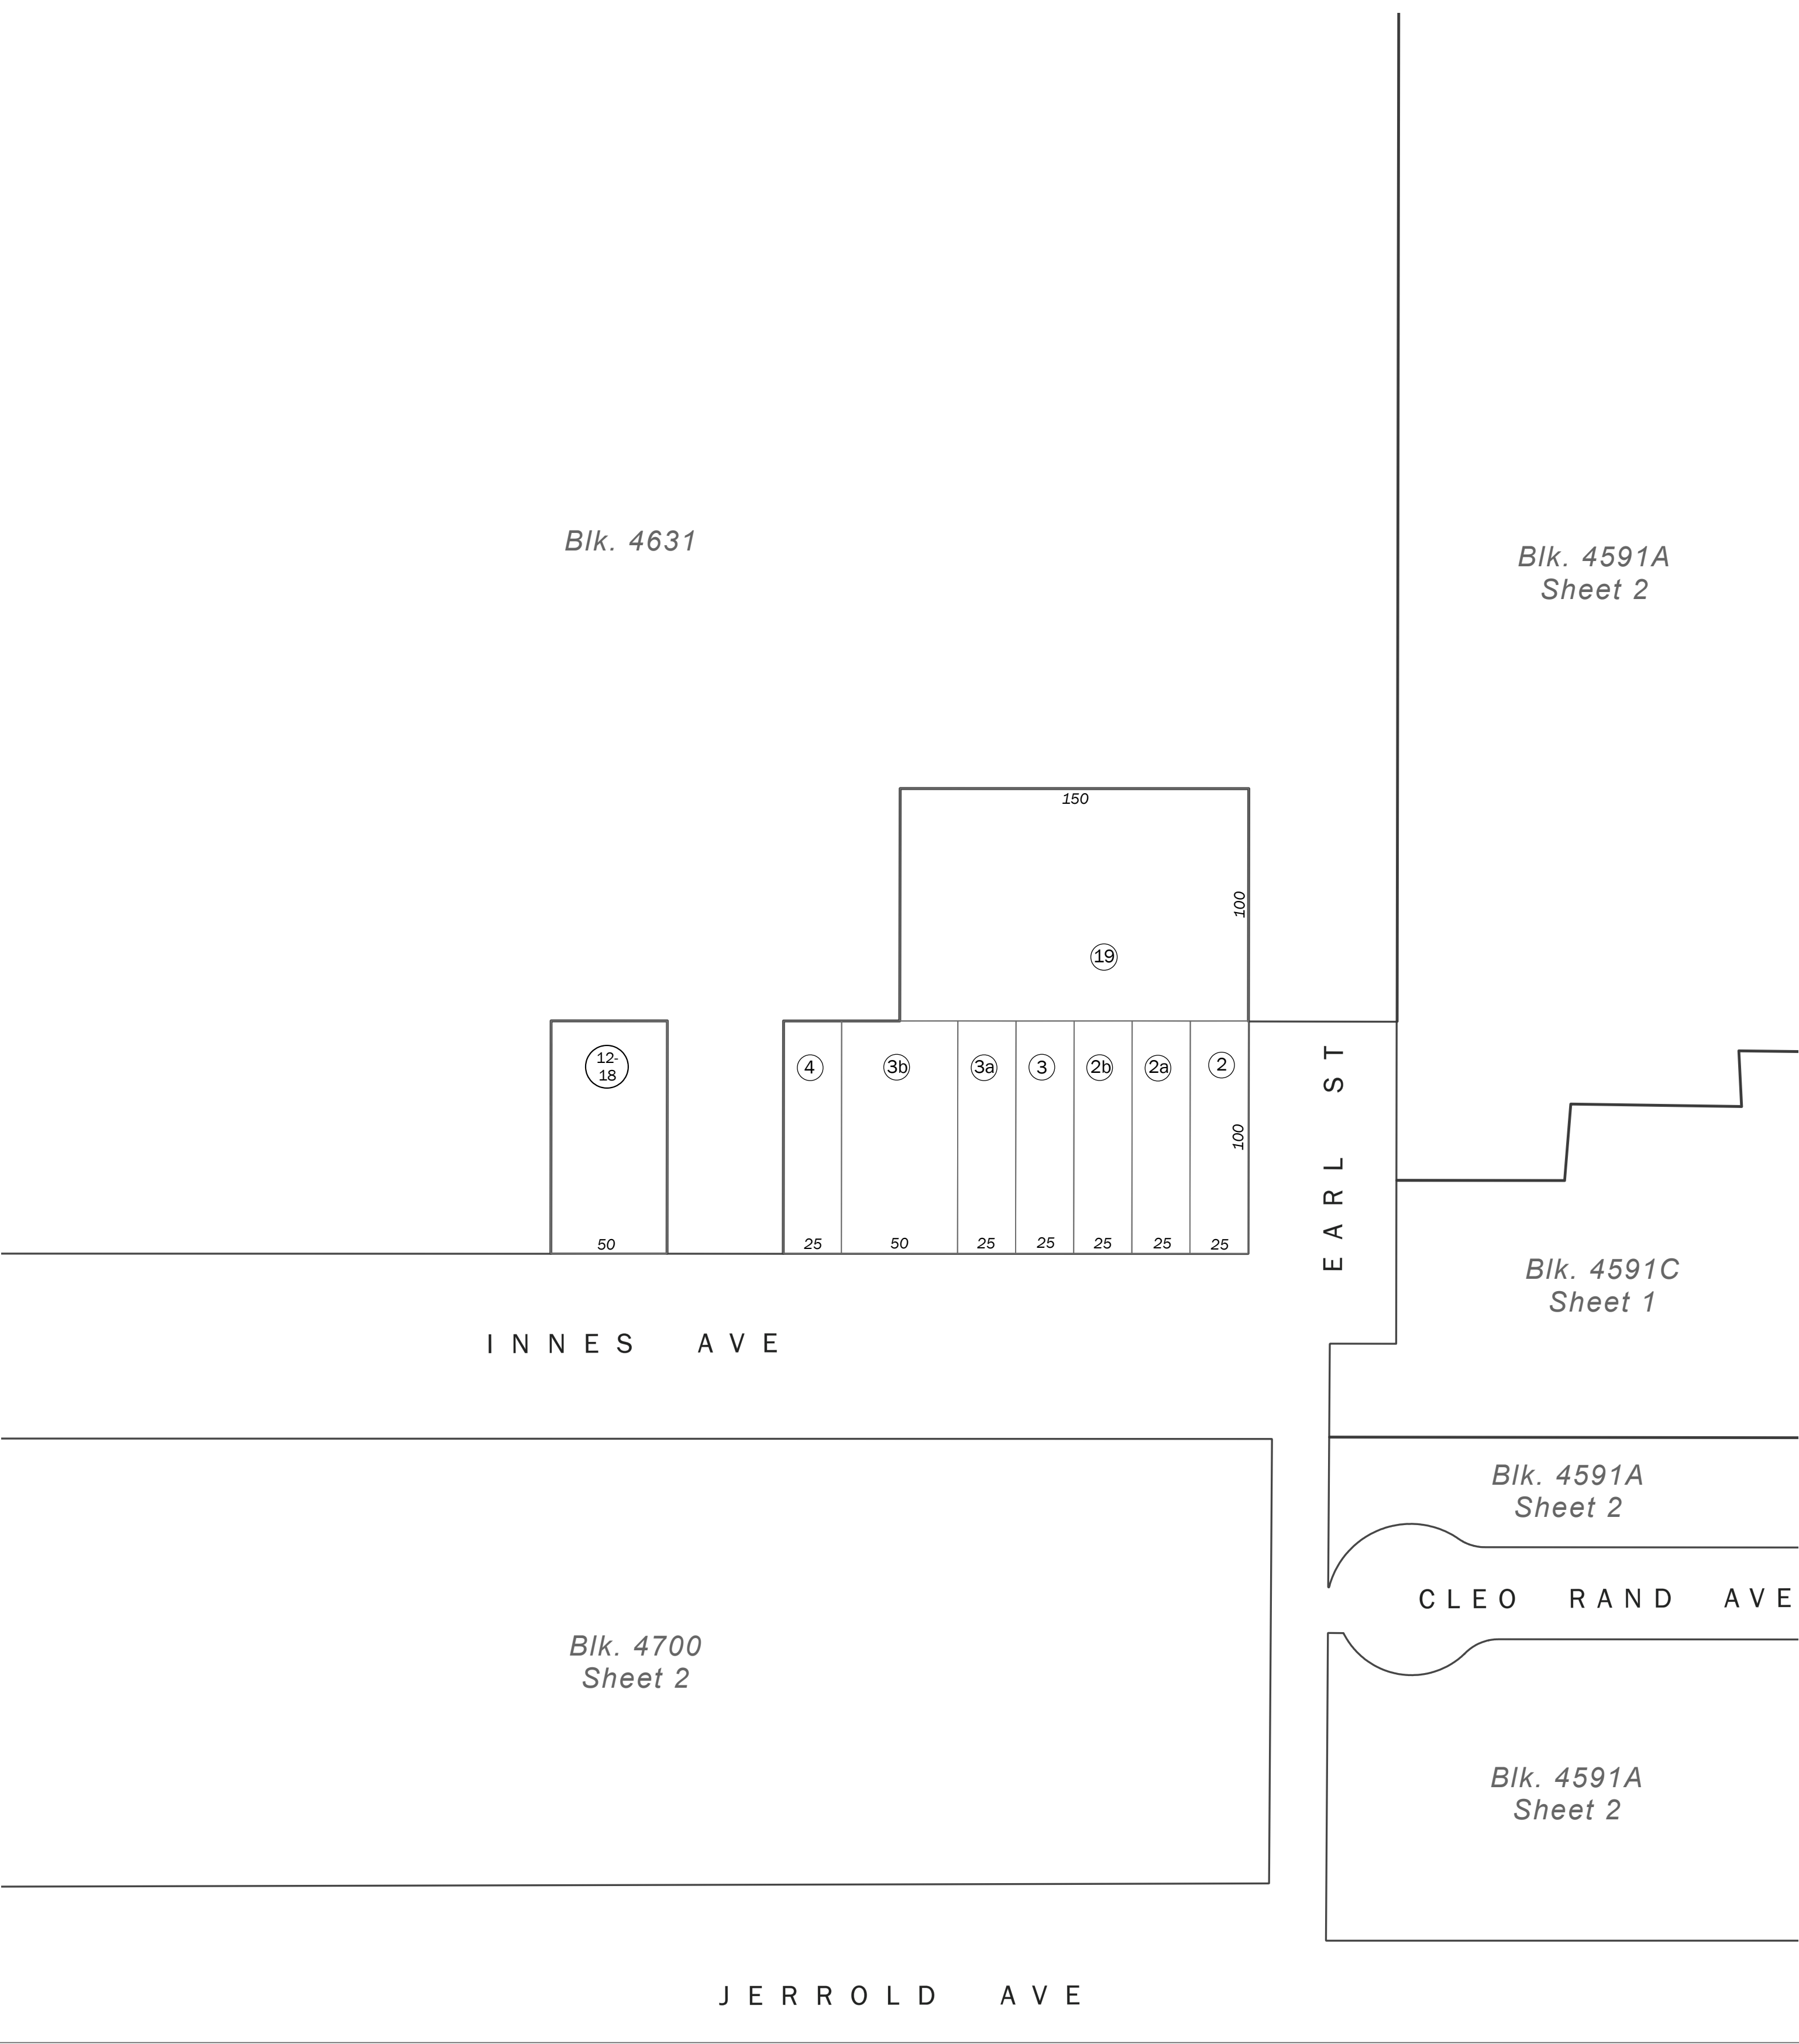 Blk. 4631
Blk. 4591A
Sheet 2
150
100
19
12-
18
4
3b
3a
3
2b
2a
2
100
50
25
50
25
25
25
25
25
EARL ST
Blk. 4591C
Sheet 1
INNES AVE
Blk. 4591A
Sheet 2
CLEO RAND AVE
Blk. 4700
Sheet 2
Blk. 4591A
Sheet 2
JERROLD AVE